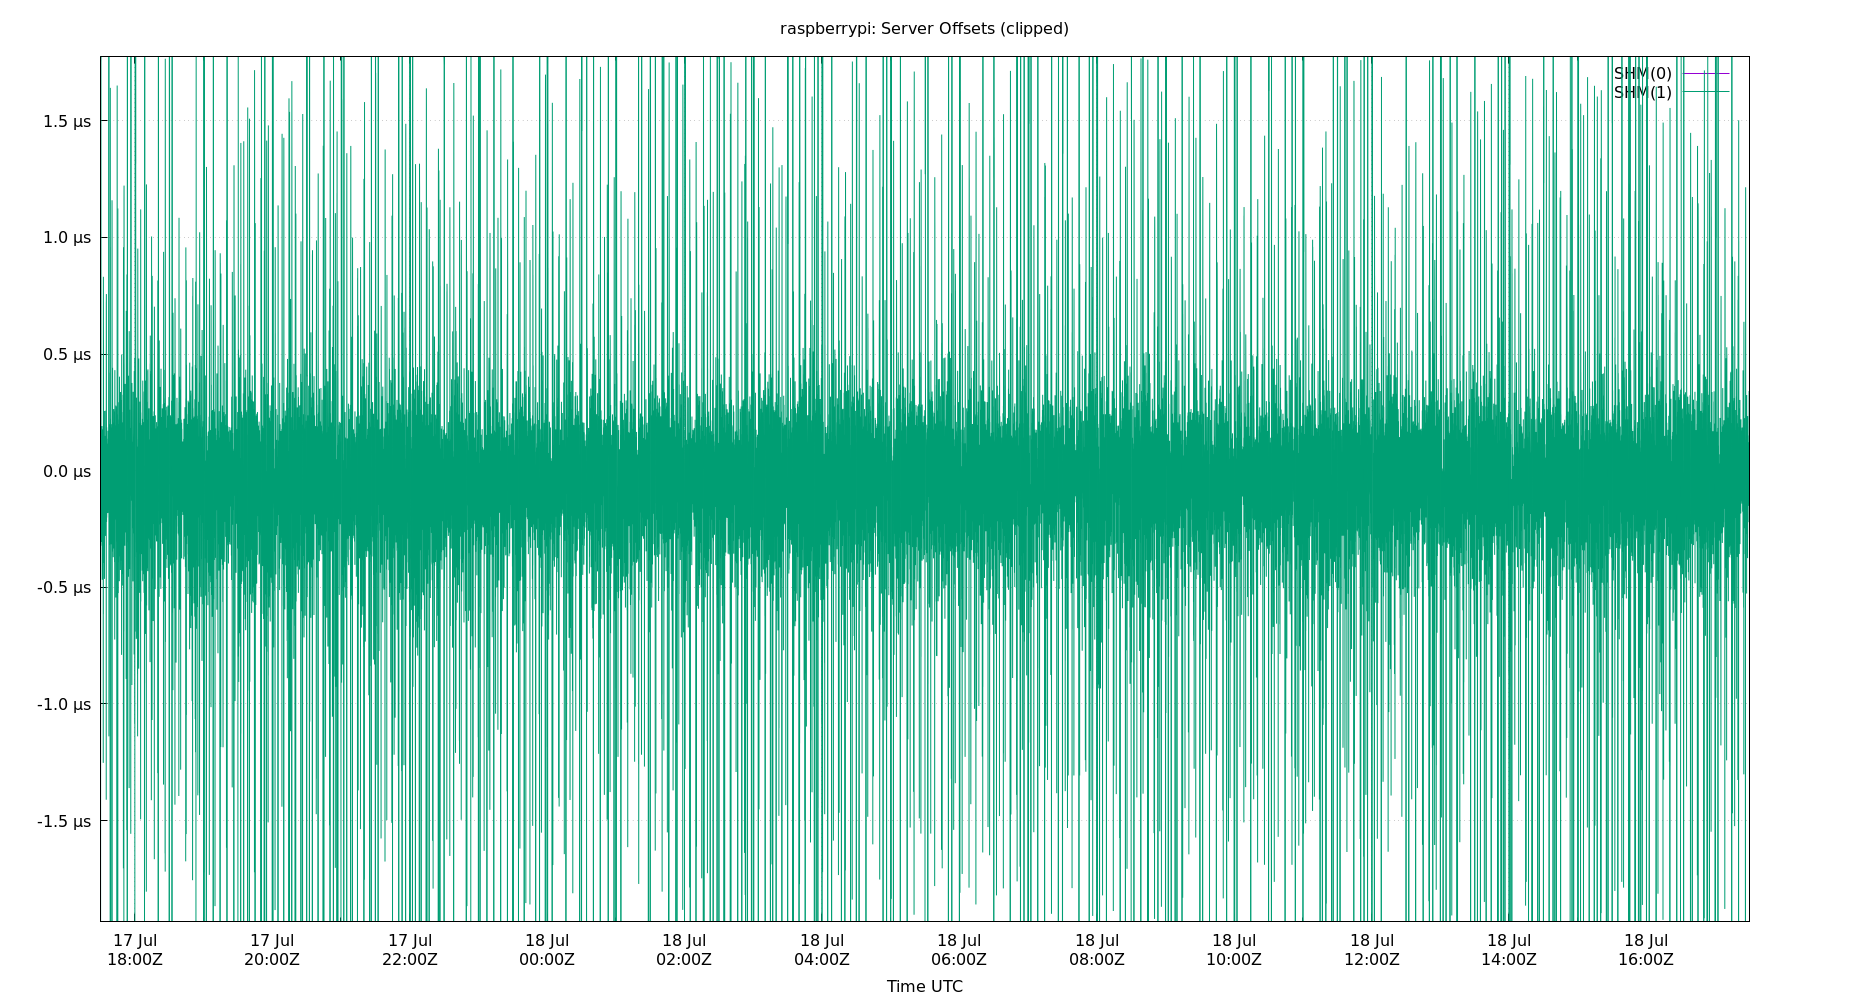 raspberrypi: Server Offsets (clipped)
SHM(0)
SHM(1)
1.5 µs
1.0 µs
0.5 µs
0.0 µs
-0.5 µs
-1.0 µs
-1.5 µs
17 Jul 17 Jul 17 Jul 18 Jul 18 Jul 18 Jul 18 Jul 18 Jul 18 Jul 18 Jul 18 Jul 18 Jul
18:00Z 20:00Z 22:00Z 00:00Z 02:00Z 04:00Z 06:00Z 08:00Z 10:00Z 12:00Z 14:00Z 16:00Z
Time UTC